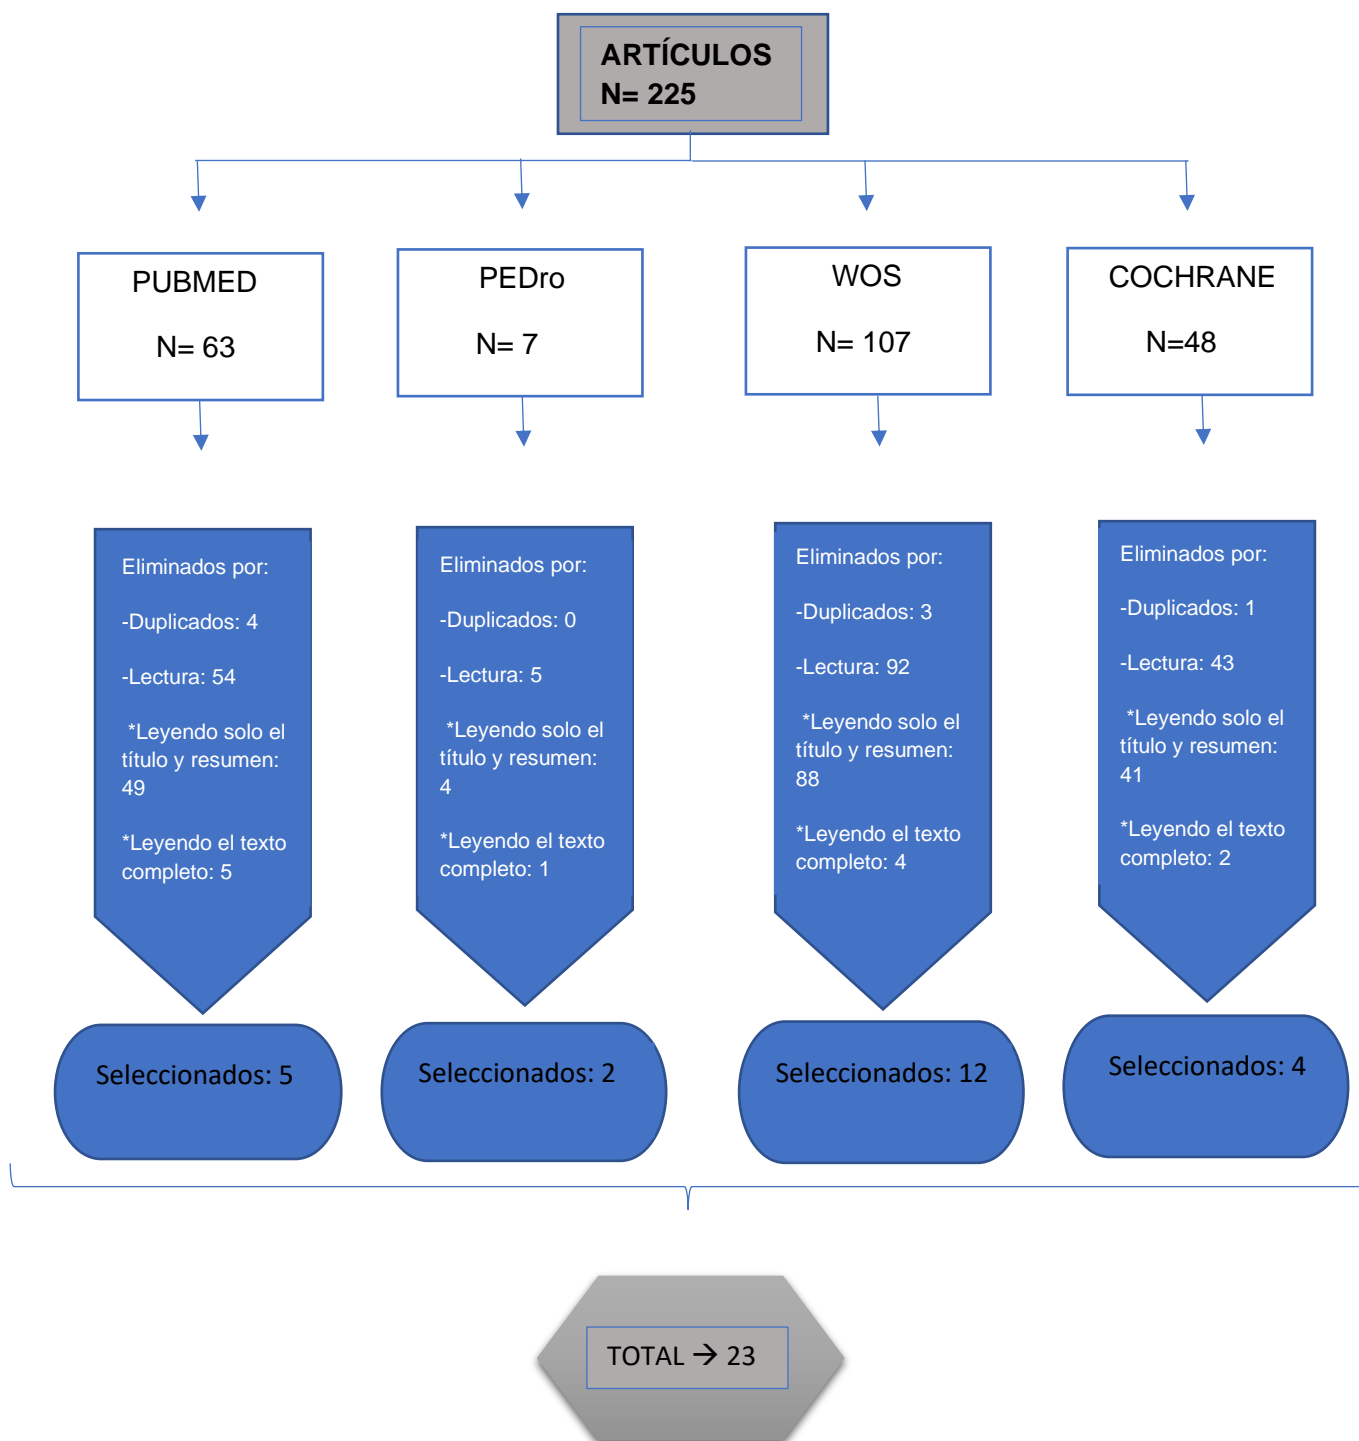 ARTÍCULOS
N= 225
PUBMED
N= 63
PEDro
N= 7
WOS
N= 107
COCHRANE
N=48
Eliminados por:
-Duplicados: 4
-Lectura: 54
*Leyendo solo el
título y resumen:
49
*Leyendo el texto
completo: 5
Eliminados por:
-Duplicados: 0
-Lectura: 5
*Leyendo solo el
título y resumen:
4
*Leyendo el texto
completo: 1
Eliminados por:
-Duplicados: 3
-Lectura: 92
*Leyendo solo el
título y resumen:
88
*Leyendo el texto
completo: 4
Eliminados por:
-Duplicados: 1
-Lectura: 43
*Leyendo solo el
título y resumen:
41
*Leyendo el texto
completo: 2
Seleccionados: 5
Seleccionados: 2
Seleccionados: 12
Seleccionados: 4
TOTAL → 23